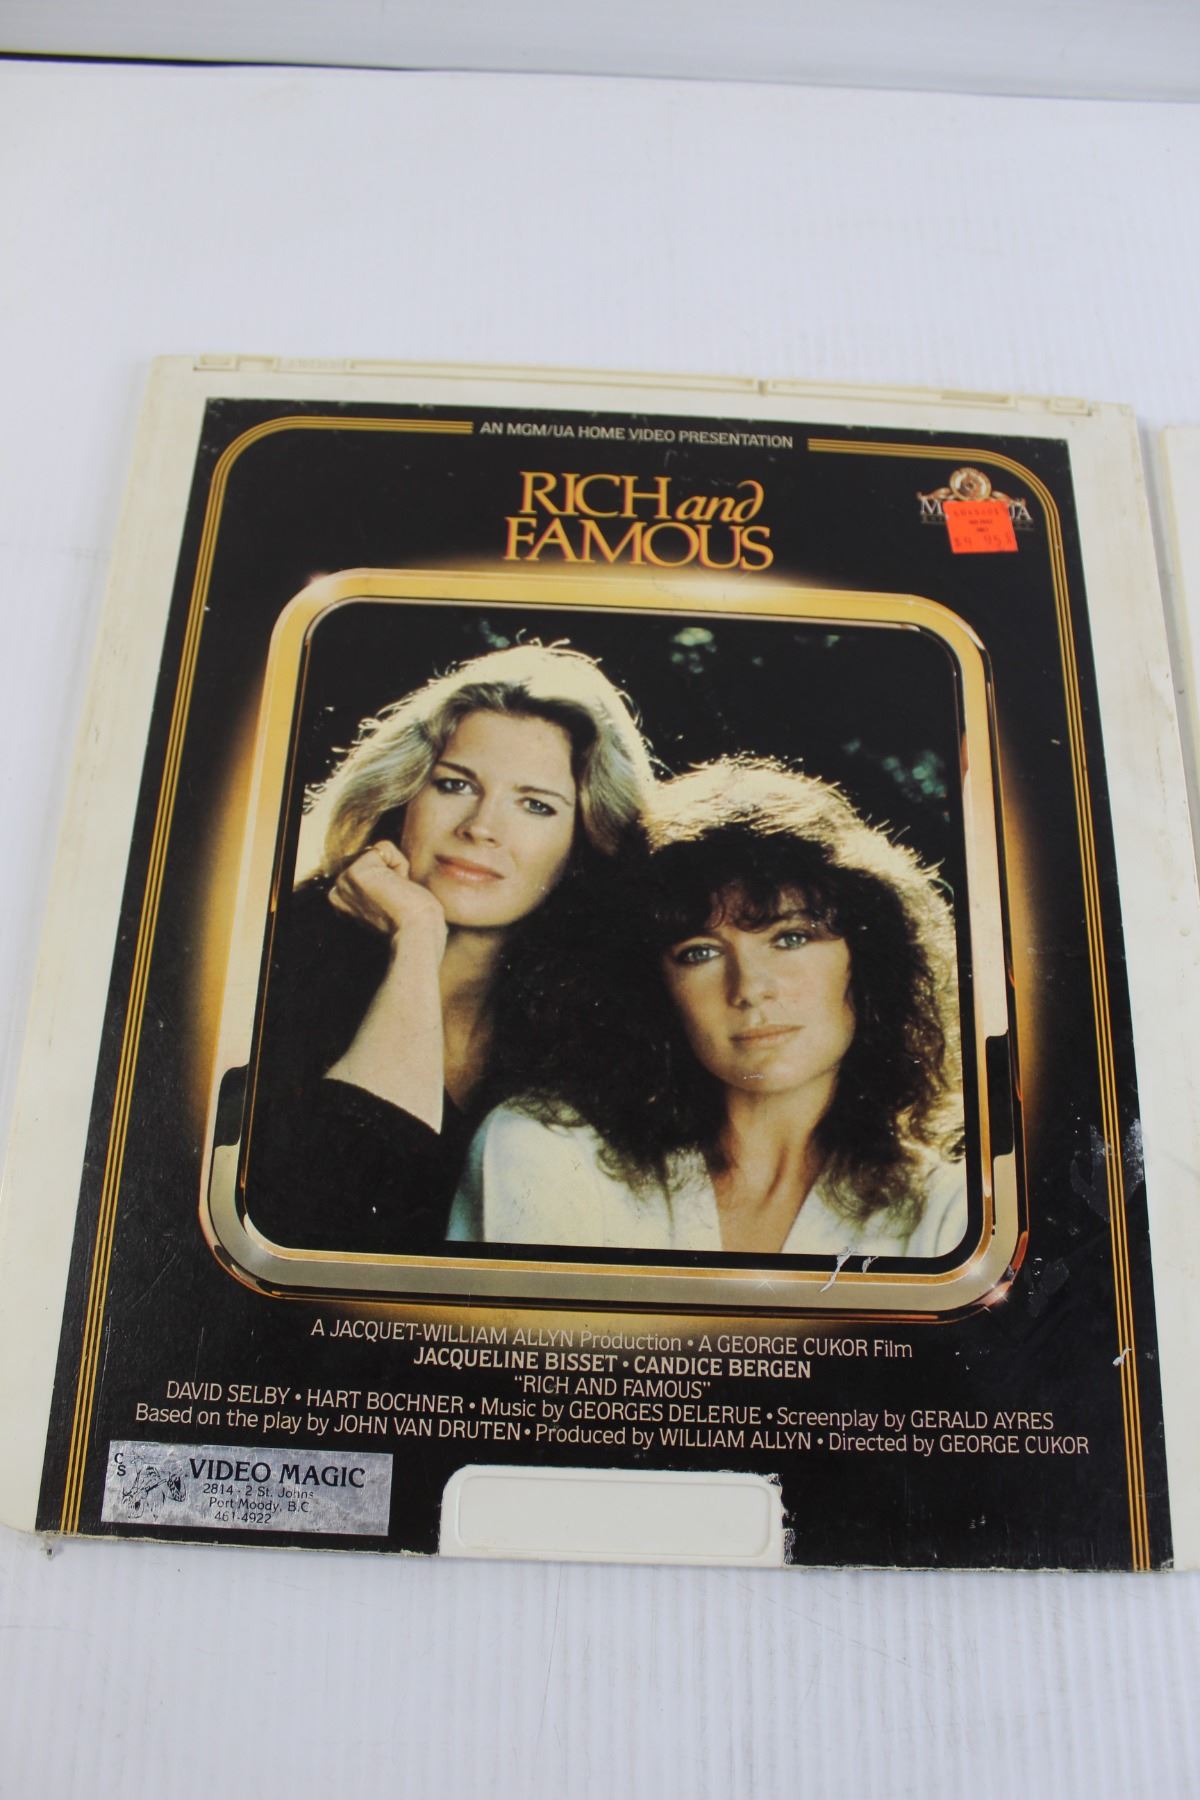 AN MGM/UA HOME VIDEO PRESENTATION
RICH and
FAMOUS
A JACQUET-WILLIAM ALLYN Production • A GEORGE CUKOR Film
JACQUELINE BISSET • CANDICE BERGEN
"RICH AND FAMOUS"
DAVID SELBY • HART BOCHNER • Music by GEORGES DELERUE • Screenplay by GERALD AYRES
Based on the play by JOHN VAN DRUTEN • Produced by WILLIAM ALLYN • Directed by GEORGE CUKOR
C
S
VIDEO MAGIC
2814 - 2 St. Johns
Port Moody, B.C.
461-4922